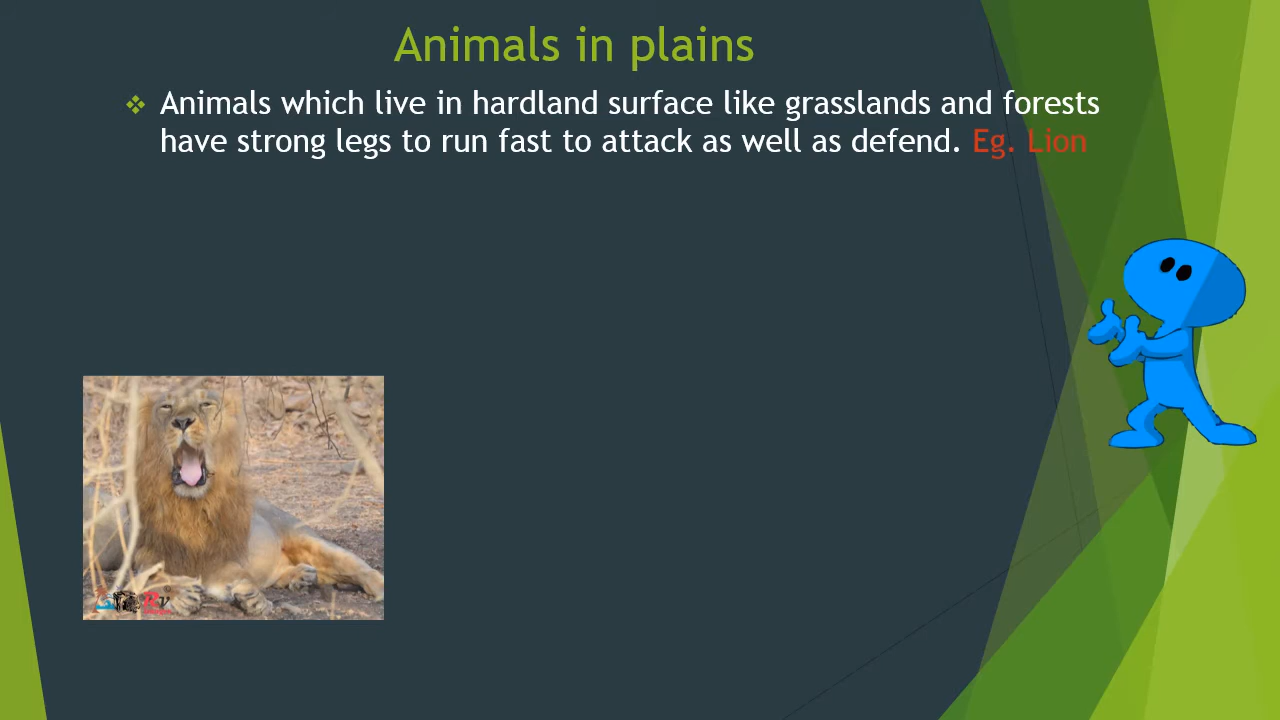 Animals in plains
Animals which live in hardland surface like grasslands and forests
have strong legs to run fast to attack as well as defend. Eg. Lion